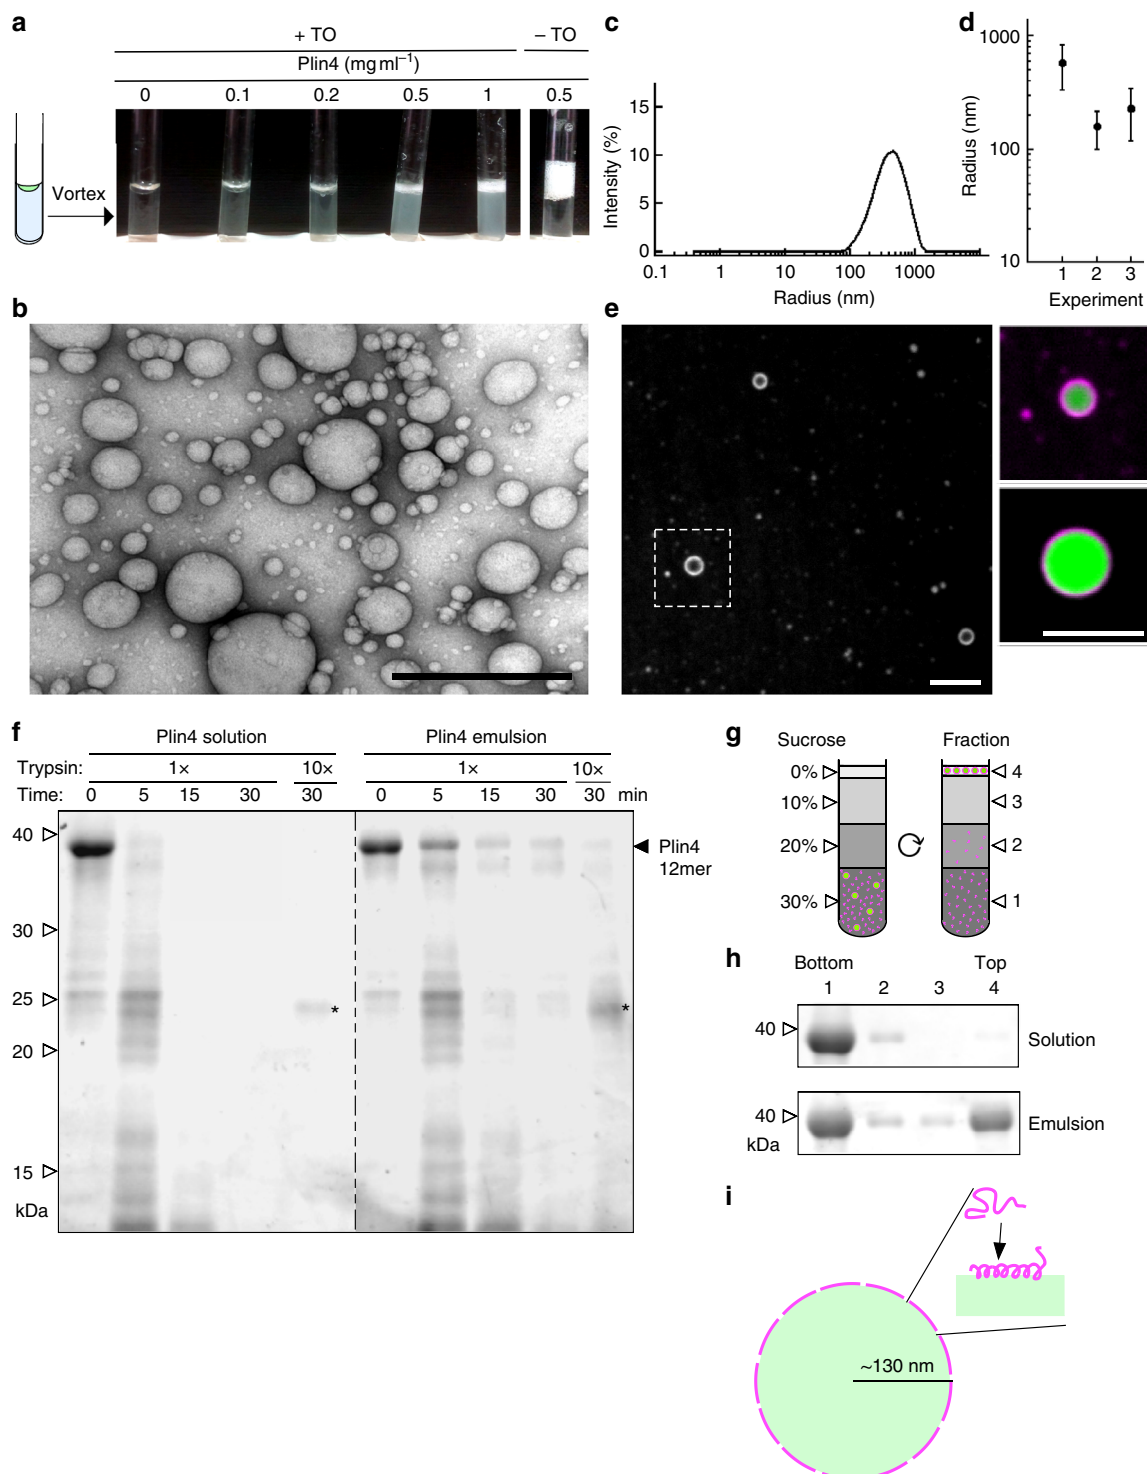 a
+ TO
– TO
Plin4 (mg ml⁻¹)
0 0.1 0.2 0.5 1 0.5
Vortex
c
Intensity (%)
15
10
5
0
0.1 1 10 100 1000
Radius (nm)
d
Radius (nm)
1000
100
10
1 2 3
Experiment
b
e
f
Plin4 solution Plin4 emulsion
Trypsin: 1× 10× 1× 10×
Time: 0 5 15 30 30 0 5 15 30 30 min
40
30
25
20
15
kDa
Plin4
12mer
*
*
g
Sucrose Fraction
0% 4
10% 3
20% 2
30% 1
h
Bottom Top
1 2 3 4
40 Solution
40 Emulsion
kDa
i
~130 nm